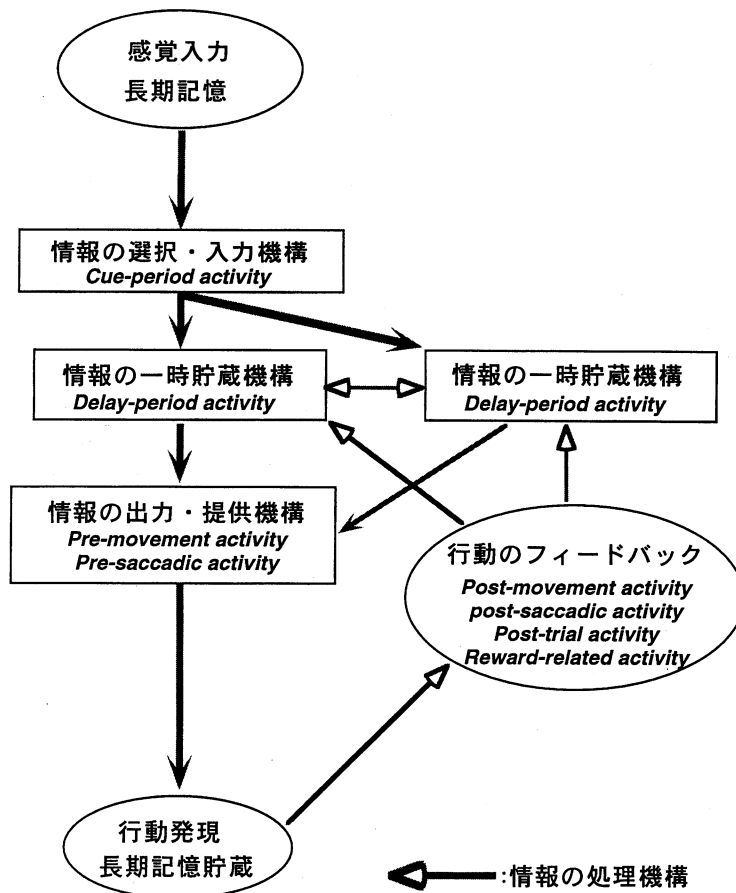 感覚入力
長期記憶
情報の選択・入力機構
Cue-period activity
情報の一時貯蔵機構
Delay-period activity
情報の一時貯蔵機構
Delay-period activity
情報の出力・提供機構
Pre-movement activity
Pre-saccadic activity
行動のフィードバック
Post-movement activity
post-saccadic activity
Post-trial activity
Reward-related activity
行動発現
長期記憶貯蔵
:情報の処理機構